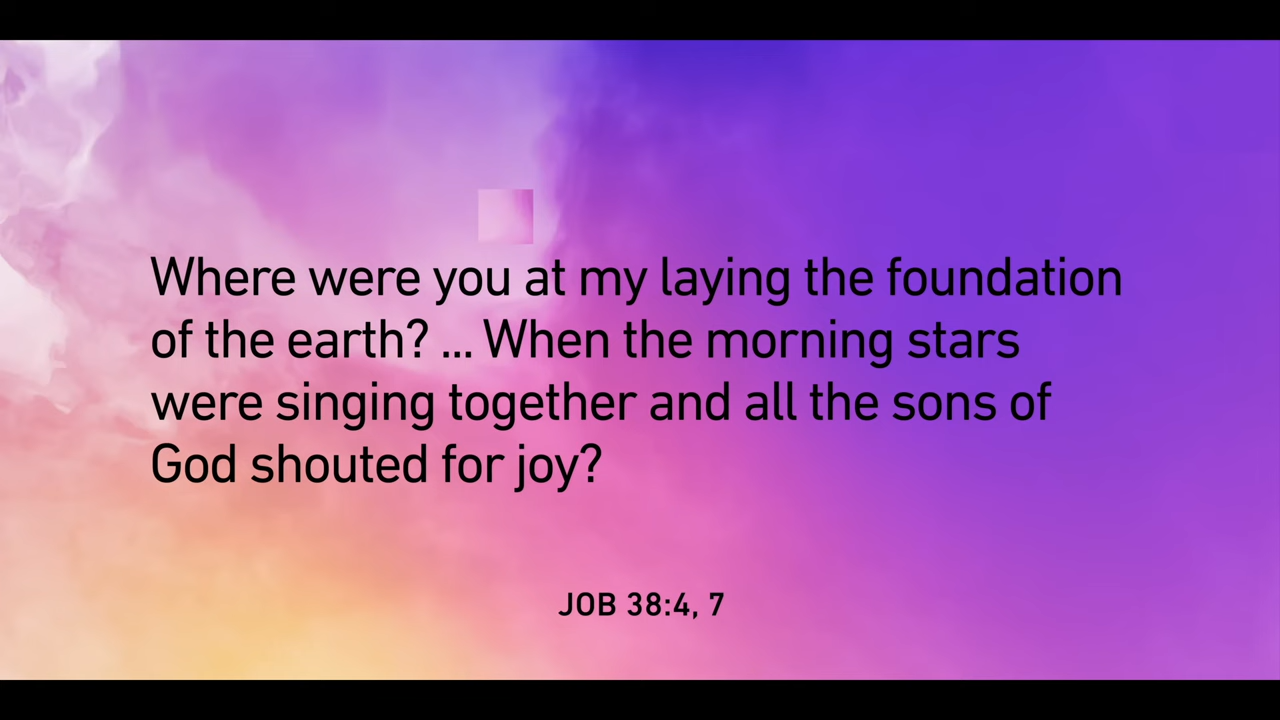 Where were you at my laying the foundation
of the earth? ... When the morning stars
were singing together and all the sons of
God shouted for joy?
JOB 38:4, 7